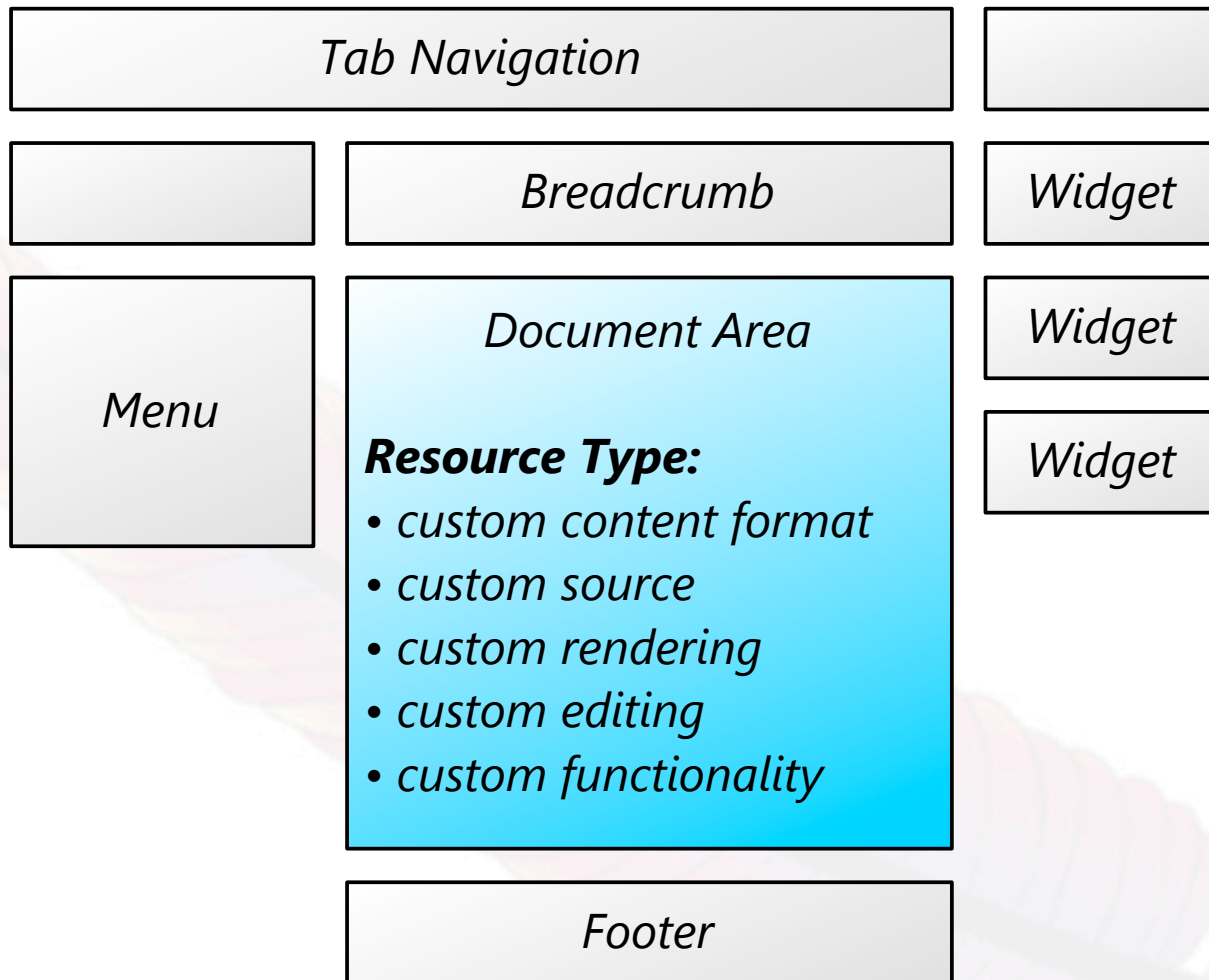 Tab Navigation
Breadcrumb
Widget
Menu
Document Area
Resource Type:
• custom content format
• custom source
• custom rendering
• custom editing
• custom functionality
Widget
Widget
Footer